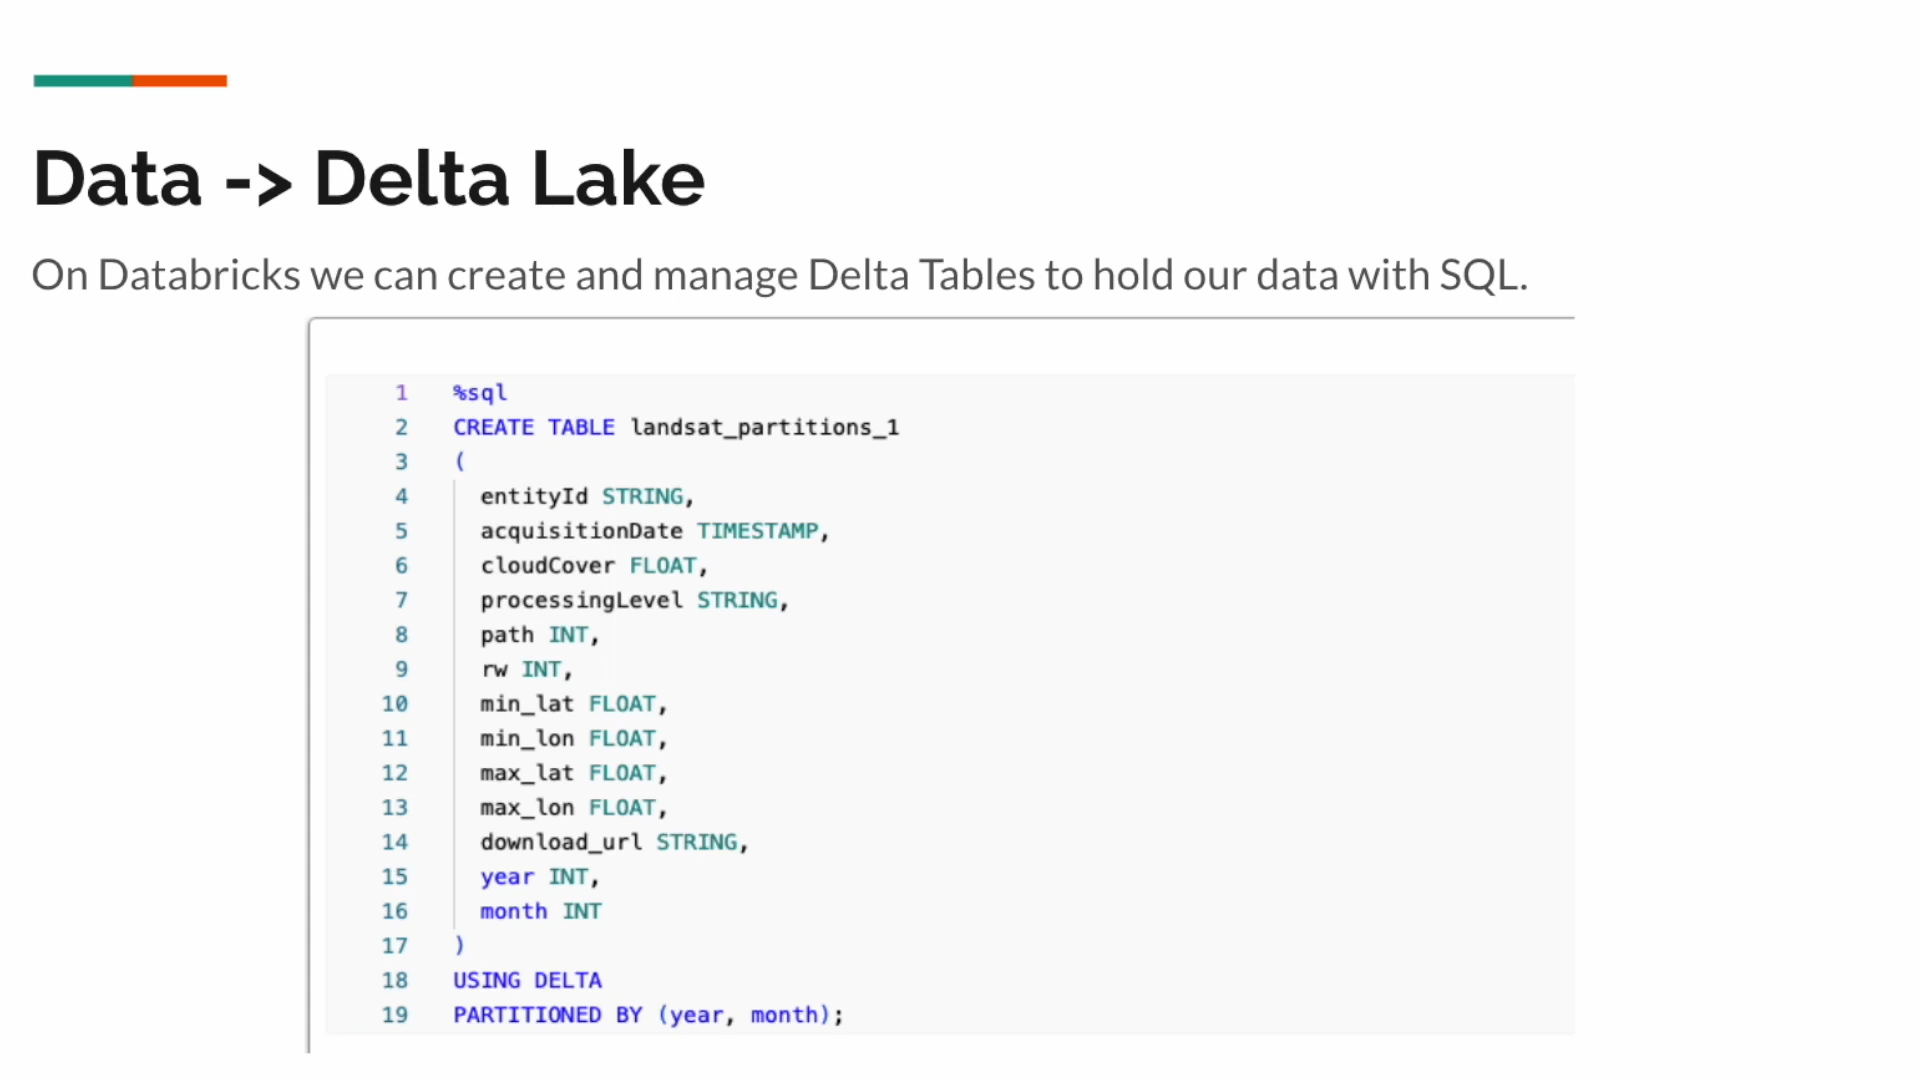 Data -> Delta Lake
On Databricks we can create and manage Delta Tables to hold our data with SQL.
1 %sql
2 CREATE TABLE landsat_partitions_1
3 (
4 entityId STRING,
5 acquisitionDate TIMESTAMP,
6 cloudCover FLOAT,
7 processingLevel STRING,
8 path INT,
9 rw INT,
10 min_lat FLOAT,
11 min_lon FLOAT,
12 max_lat FLOAT,
13 max_lon FLOAT,
14 download_url STRING,
15 year INT,
16 month INT
17 )
18 USING DELTA
19 PARTITIONED BY (year, month);